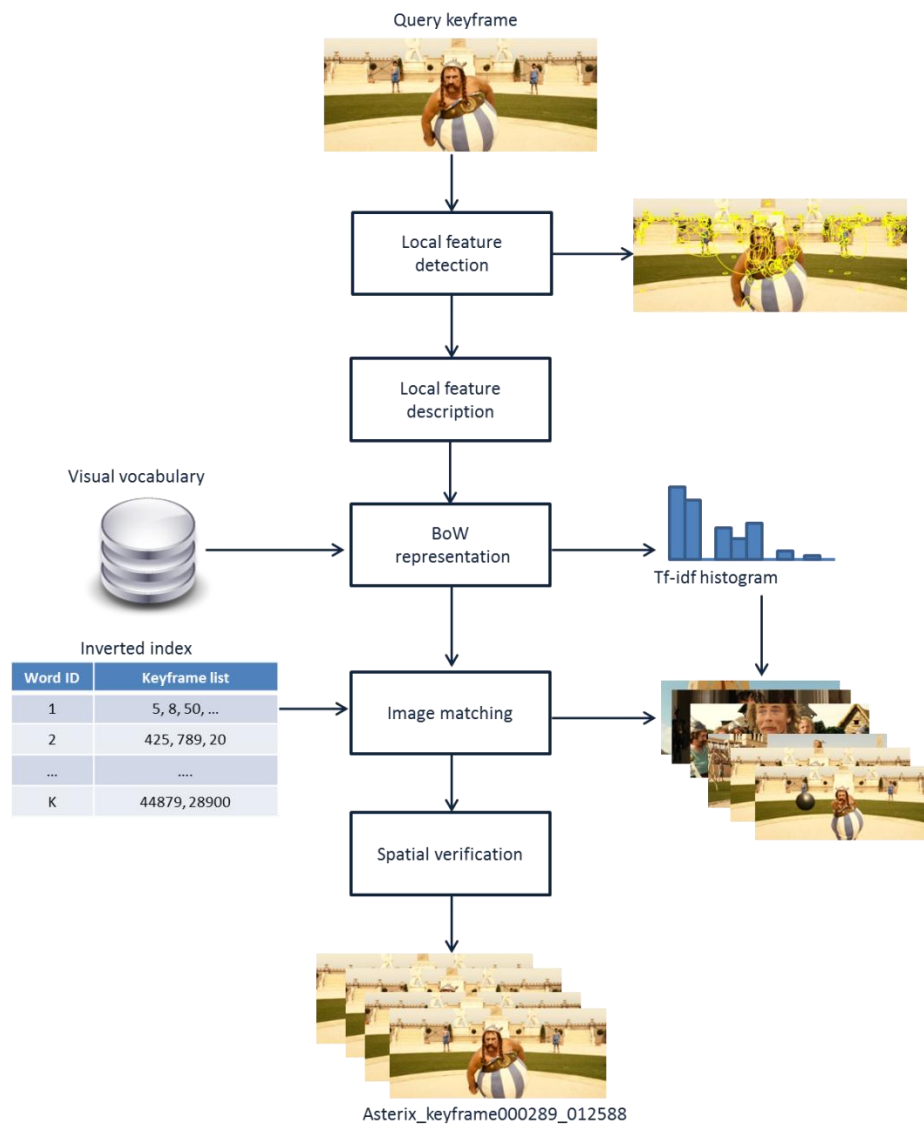 Query keyframe
Local feature
detection
Local feature
description
Visual vocabulary
BoW
representation
Tf-idf histogram
Inverted index
Word ID Keyframe list
1 5, 8, 50, ...
2 425, 789, 20
... ....
K 44879, 28900
Image matching
Spatial verification
Asterix_keyframe000289_012588